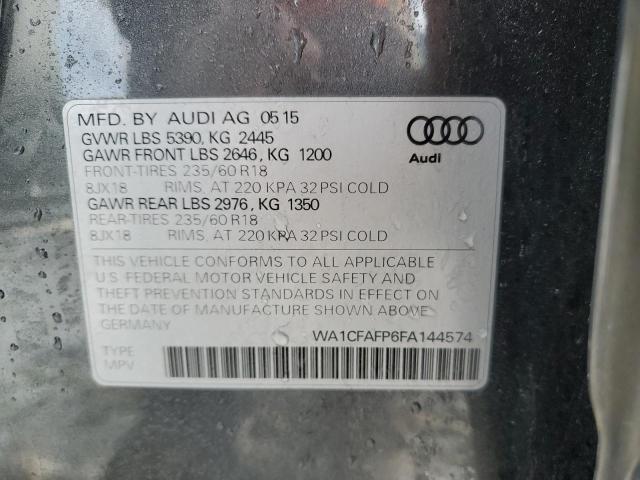 MFD. BY AUDI AG 05 15
GVWR LBS 5390, KG 2445
GAWR FRONT LBS 2646, KG 1200
FRONT-TIRES 235/60 R18
8JX18 RIMS, AT 220 KPA 32 PSI COLD
GAWR REAR LBS 2976, KG 1350
REAR-TIRES 235/60 R18
8JX18 RIMS, AT 220 KPA 32 PSI COLD
Audi
THIS VEHICLE CONFORMS TO ALL APPLICABLE
U.S. FEDERAL MOTOR VEHICLE SAFETY AND
THEFT PREVENTION STANDARDS IN EFFECT ON
THE DATE OF MANUFACTURE SHOWN ABOVE.
WA1CFAFP6FA144574
TYPE
MPV